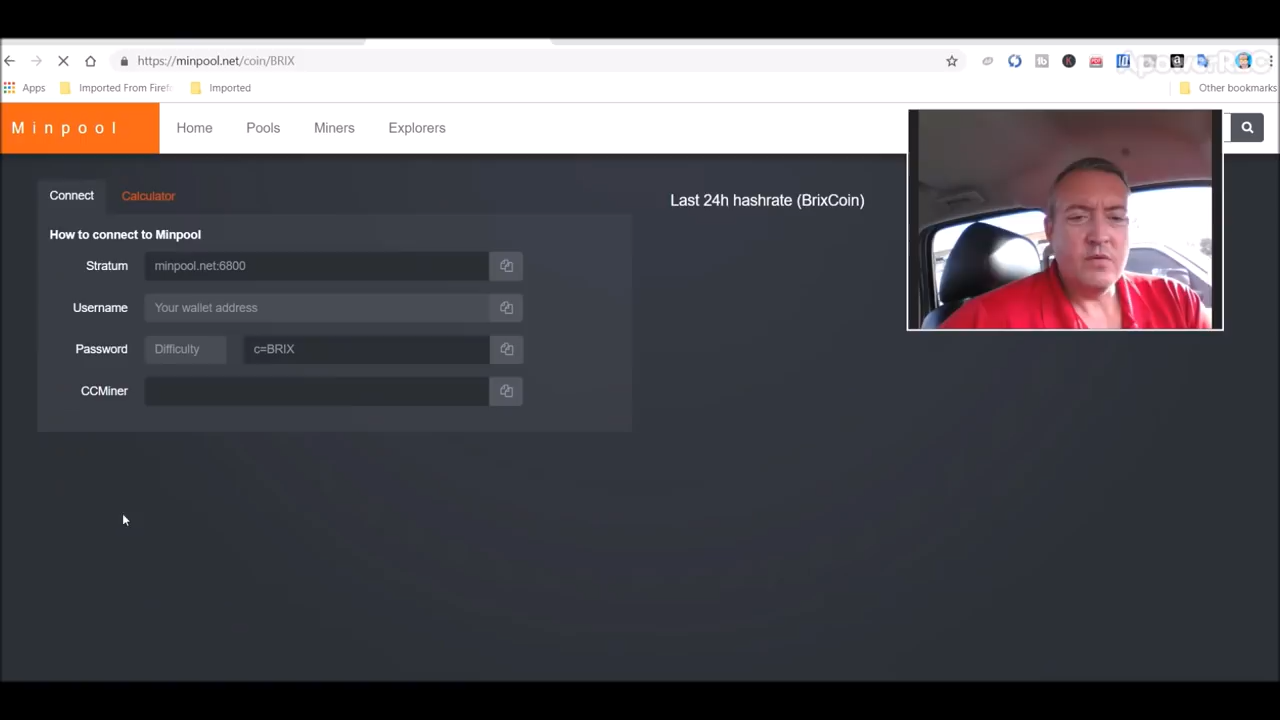 ApowerREC
https://minpool.net/coin/BRIX
Apps
Imported From Firef
Imported
Other bookmarks
Minpool
Home
Pools
Miners
Explorers
Connect
Calculator
Last 24h hashrate (BrixCoin)
How to connect to Minpool
Stratum
minpool.net:6800
Username
Your wallet address
Password
Difficulty
c=BRIX
CCMiner